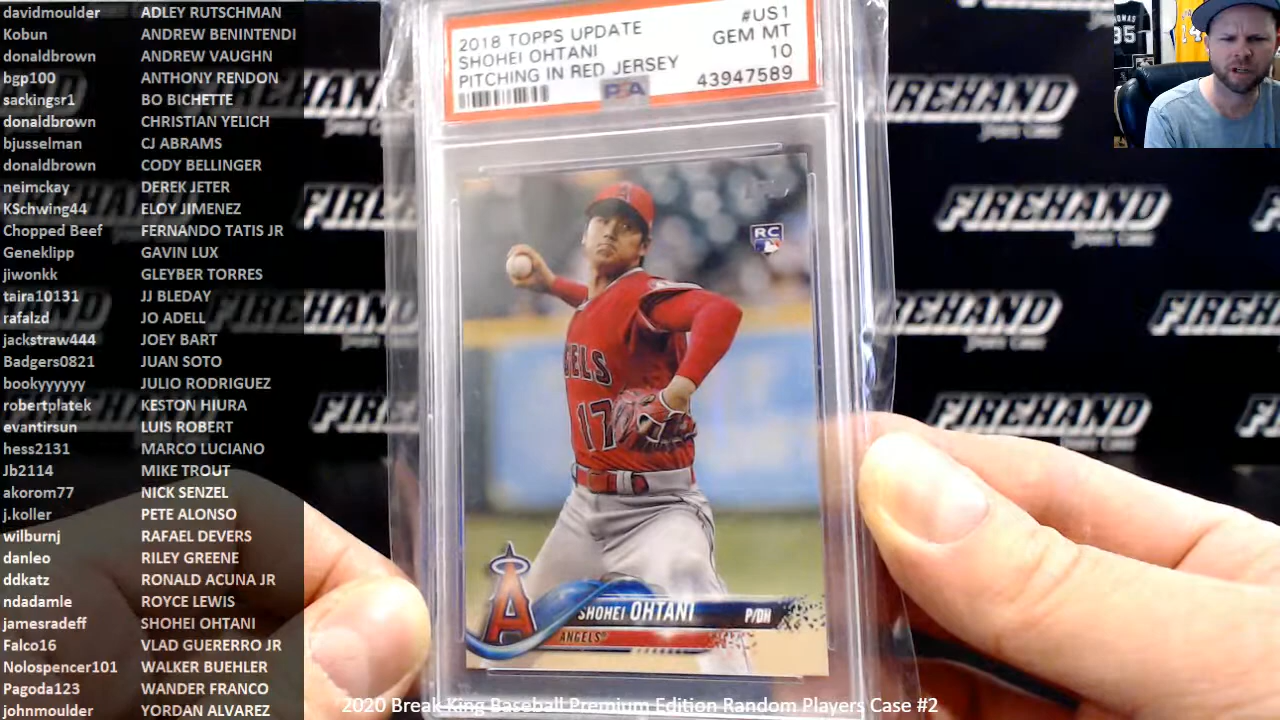 davidmoulder ADLEY RUTSCHMAN
Kobun ANDREW BENINTENDI
donaldbrown ANDREW VAUGHN
bgp100 ANTHONY RENDON
sackingsr1 BO BICHETTE
donaldbrown CHRISTIAN YELICH
bjusselman CJ ABRAMS
donaldbrown CODY BELLINGER
neimckay DEREK JETER
KSchwing44 ELOY JIMENEZ
Chopped Beef FERNANDO TATIS JR
Geneklipp GAVIN LUX
jiwonkk GLEYBER TORRES
taira10131 JJ BLEDAY
rafalzd JO ADELL
jackstraw444 JOEY BART
Badgers0821 JUAN SOTO
bookyyyyyy JULIO RODRIGUEZ
robertplatek KESTON HIURA
evantirsun LUIS ROBERT
hess2131 MARCO LUCIANO
Jb2114 MIKE TROUT
akorom77 NICK SENZEL
j.koller PETE ALONSO
wilburnj RAFAEL DEVERS
danleo RILEY GREENE
ddkatz RONALD ACUNA JR
ndadamle ROYCE LEWIS
jamesradeff SHOHEI OHTANI
Falco16 VLAD GUERERRO JR
Nolospencer101 WALKER BUEHLER
Pagoda123 WANDER FRANCO
johnmoulder YORDAN ALVAREZ
2018 TOPPS UPDATE #US1
SHOHEI OHTANI GEM MT
PITCHING IN RED JERSEY 10
PSA 43947589
RC
GELS
17
A
SHOHEI OHTANI P/DH
ANGELS
FIREHAND
FIREHAND
FIREHAND
FIREHAND
2020 Break King Baseball Premium Edition Random Players Case #2